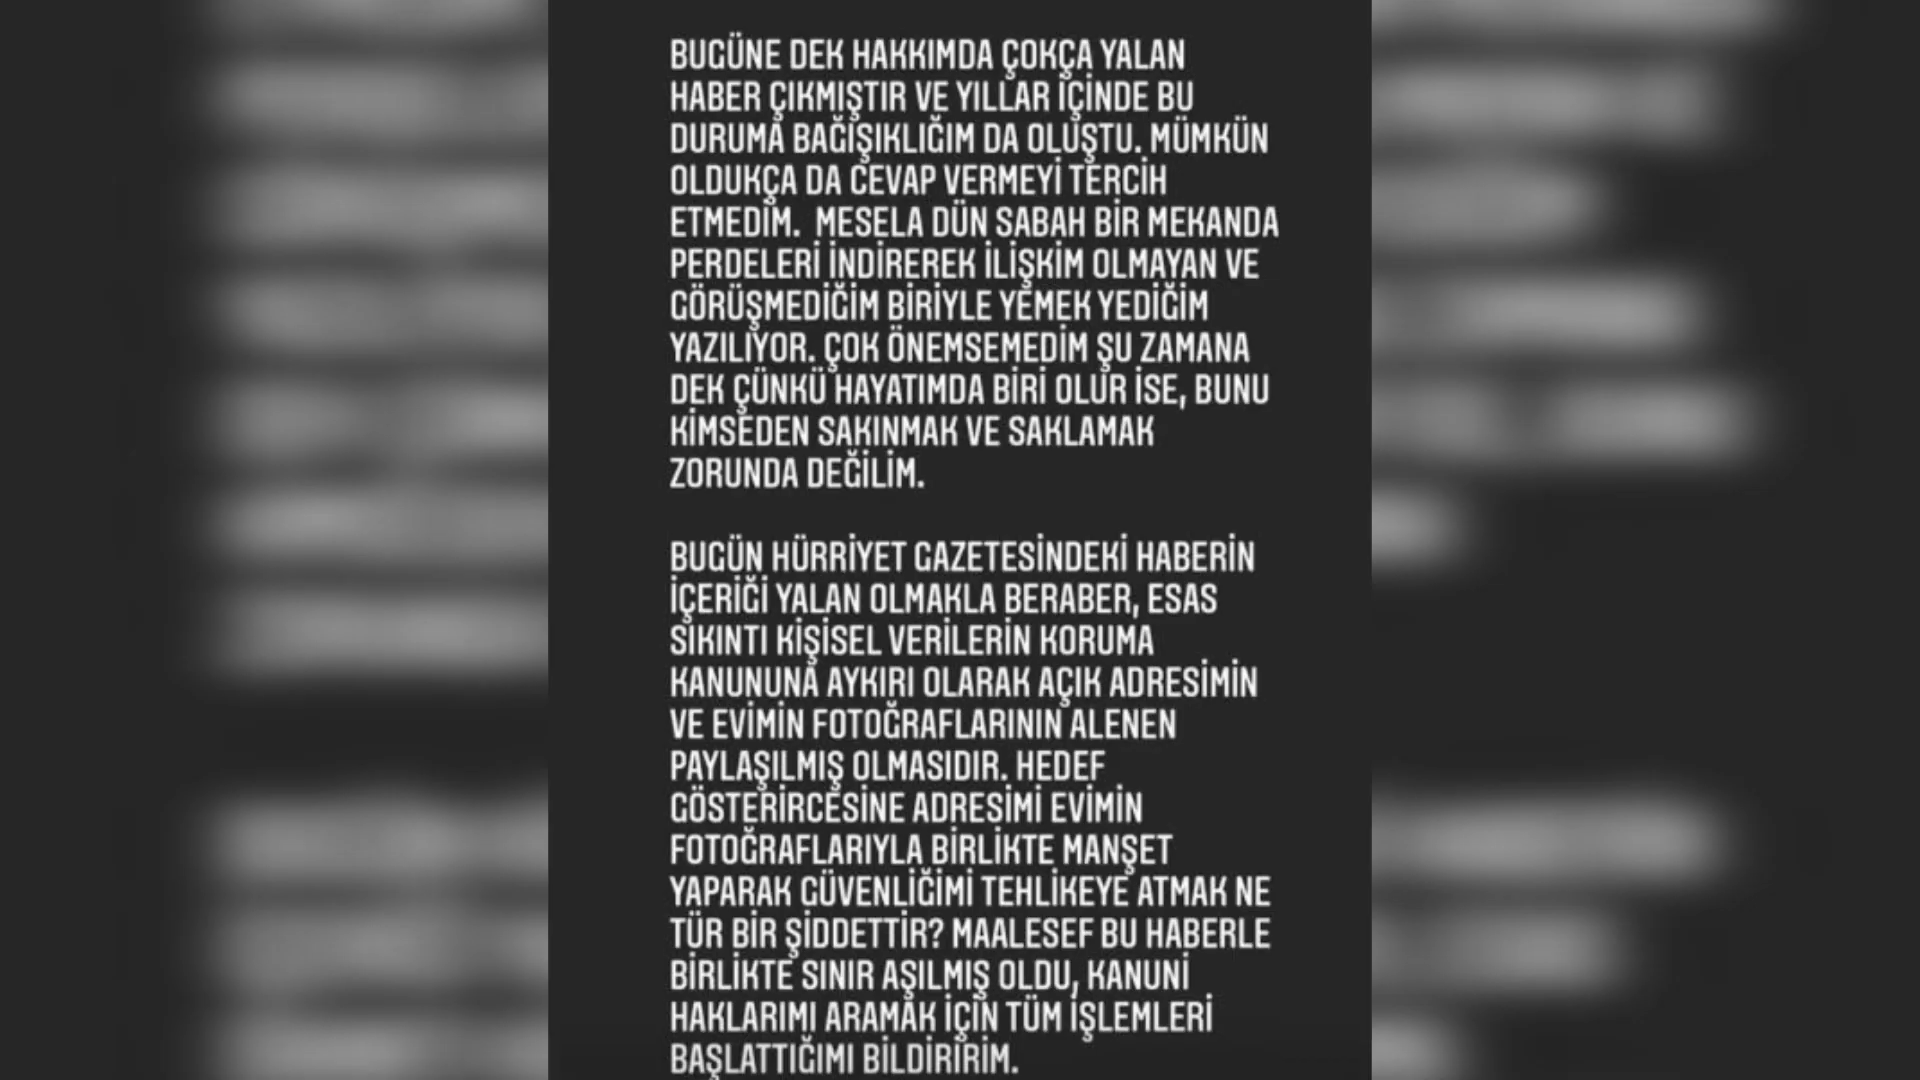 BUGÜNE DEK HAKKIMDA ÇOKÇA YALAN
HABER ÇIKMIŞTIR VE YILLAR İÇİNDE BU
DURUMA BAĞIŞIKLIĞIM DA OLUŞTU. MÜMKÜN
OLDUKÇA DA CEVAP VERMEYİ TERCİH
ETMEDİM. MESELA DÜN SABAH BİR MEKANDA
PERDELERİ İNDİREREK İLİŞKİM OLMAYAN VE
GÖRÜŞMEDİĞİM BİRİYLE YEMEK YEDİĞİM
YAZILIYOR. ÇOK ÖNEMSEMEDİM ŞU ZAMANA
DEK ÇÜNKÜ HAYATIMDA BİRİ OLUR İSE, BUNU
KİMSEDEN SAKINMAK VE SAKLAMAK
ZORUNDA DEĞİLİM.
BUGÜN HÜRRİYET GAZETESİNDEKİ HABERİN
İÇERİĞİ YALAN OLMAKLA BERABER, ESAS
SIKINTI KİŞİSEL VERİLERİN KORUMA
KANUNUNA AYKIRI OLARAK AÇIK ADRESİMİN
VE EVİMİN FOTOĞRAFLARININ ALENEN
PAYLAŞILMIŞ OLMASIDIR. HEDEF
GÖSTERİRCESİNE ADRESİMİ EVİMİN
FOTOĞRAFLARIYLA BİRLİKTE MANŞET
YAPARAK GÜVENLİĞİMİ TEHLİKEYE ATMAK NE
TÜR BİR ŞİDDETTİR? MAALESEF BU HABERLE
BİRLİKTE SINIR AŞILMIŞ OLDU, KANUNİ
HAKLARIMI ARAMAK İÇİN TÜM İŞLEMLERİ
BAŞLATTIĞIMI BİLDİRİRİM.